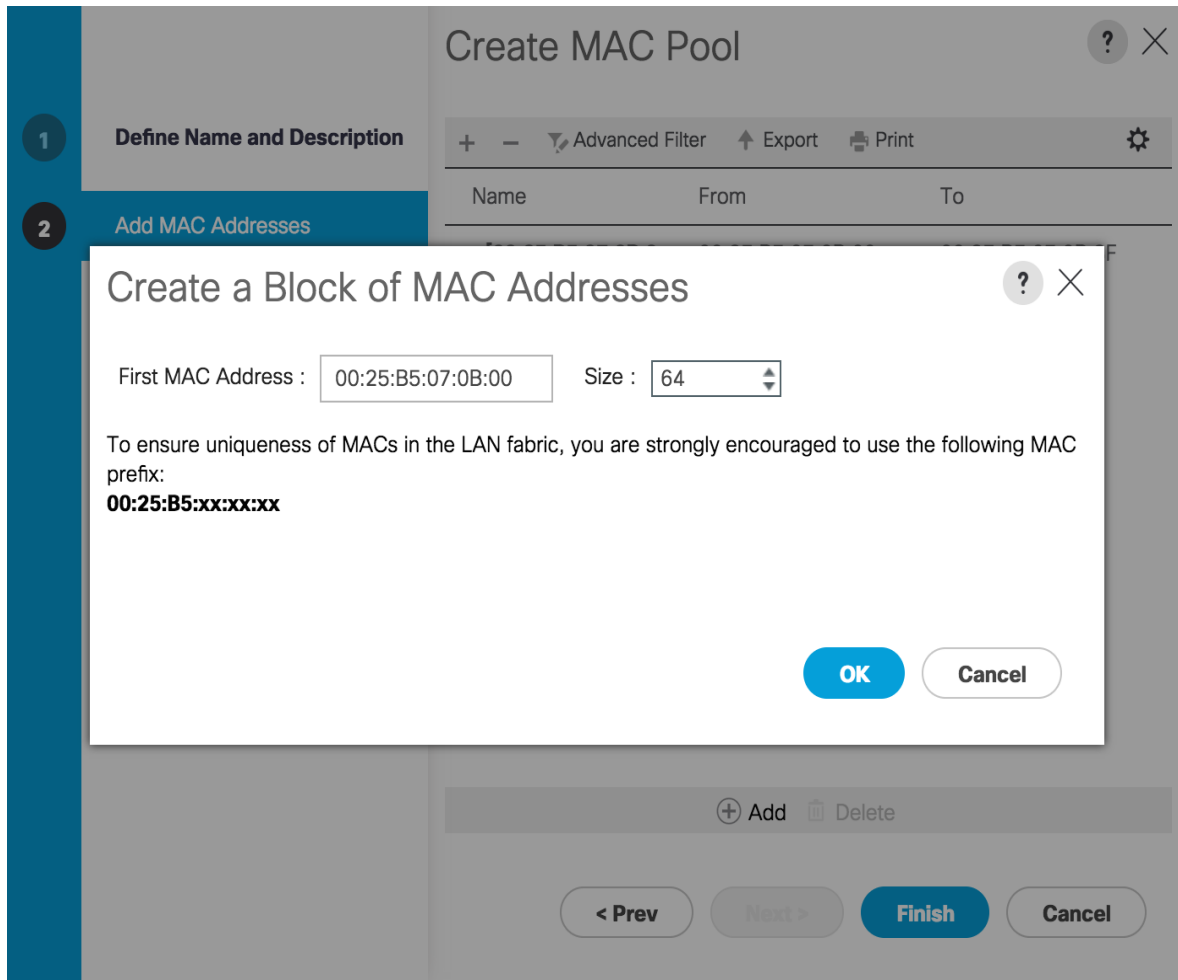 Create MAC Pool
?
1
Define Name and Description
+ − Advanced Filter Export Print
Name From To
2
Add MAC Addresses
F
Create a Block of MAC Addresses
?
First MAC Address : 00:25:B5:07:0B:00 Size : 64
To ensure uniqueness of MACs in the LAN fabric, you are strongly encouraged to use the following MAC
prefix:
00:25:B5:xx:xx:xx
OK Cancel
Add Delete
< Prev Next > Finish Cancel